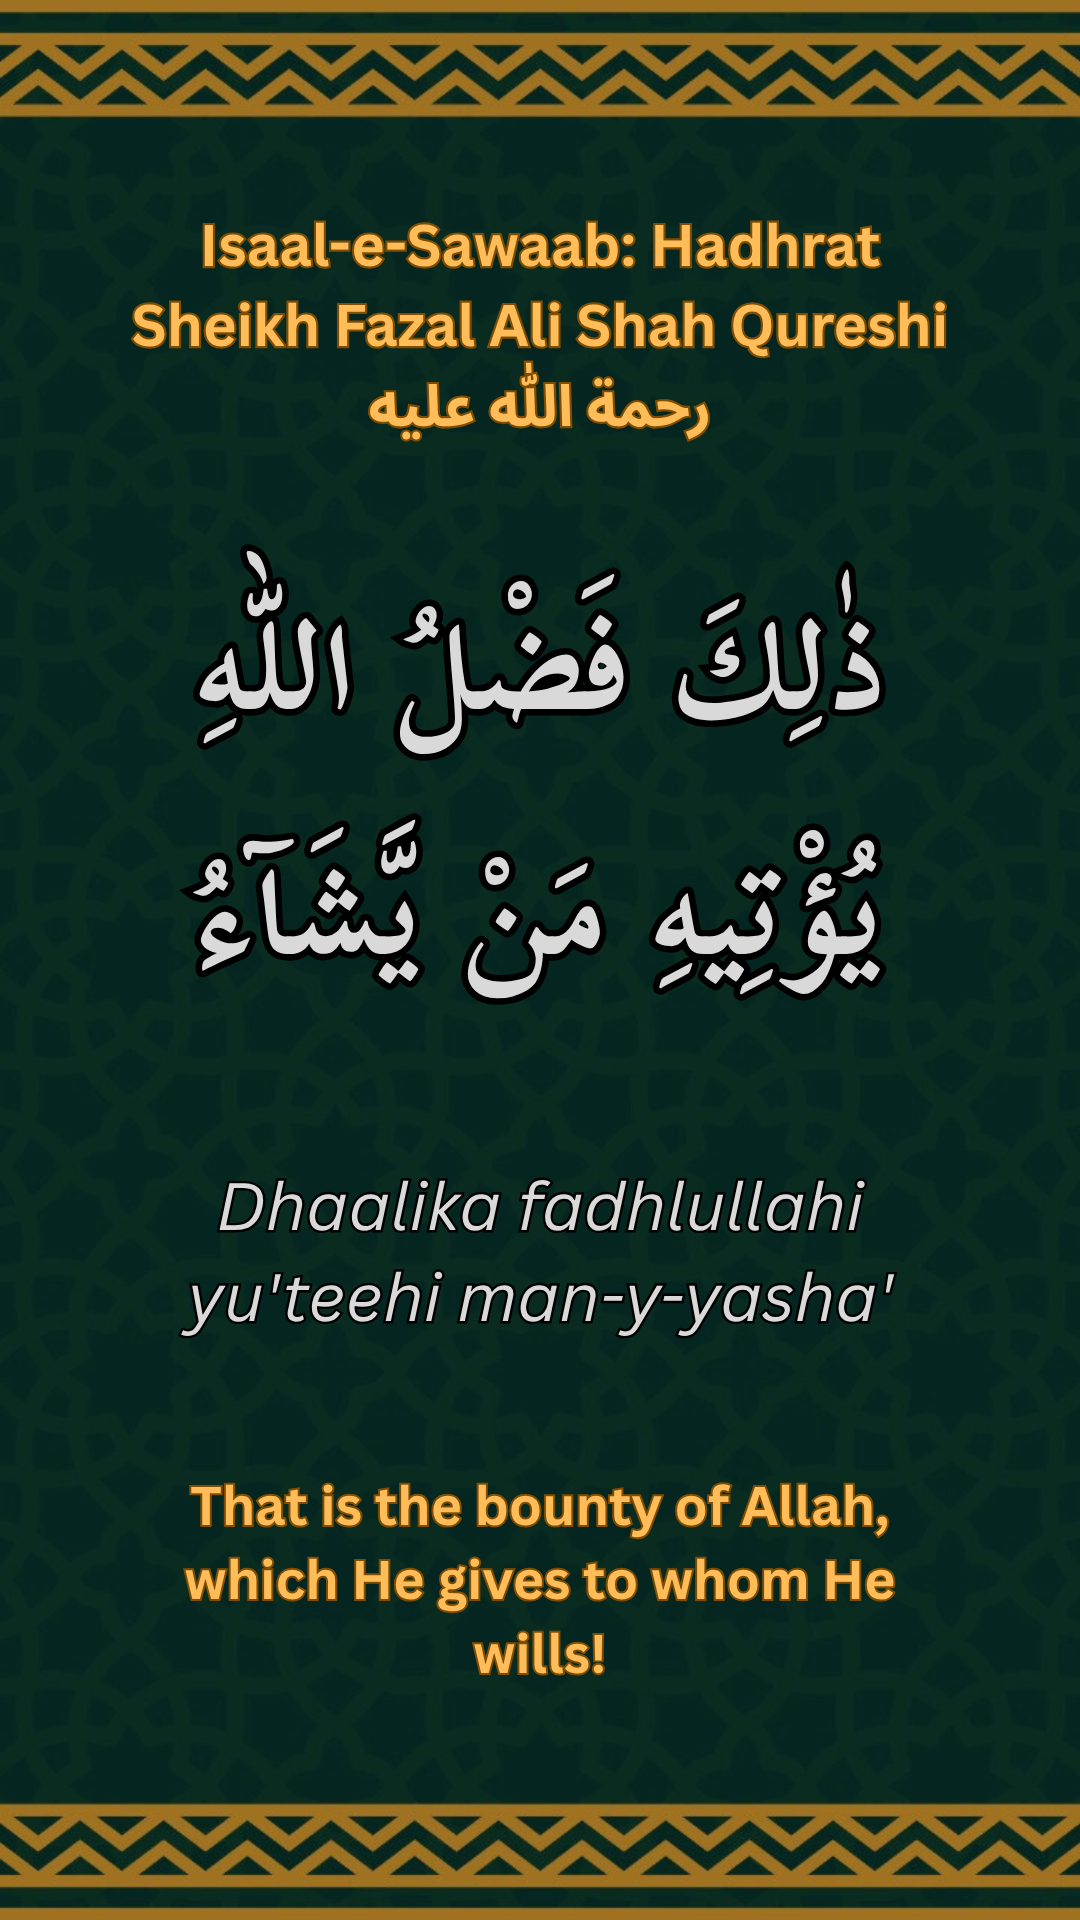 Isaal-e-Sawaab: Hadhrat
Sheikh Fazal Ali Shah Qureshi
رحمة الله عليه
ذٰلِكَ فَضْلُ اللّٰهِ
يُؤْتِيهِ مَنْ يَّشَآءُ
Dhaalika fadhlullahi
yu'teehi man-y-yasha'
That is the bounty of Allah,
which He gives to whom He
wills!